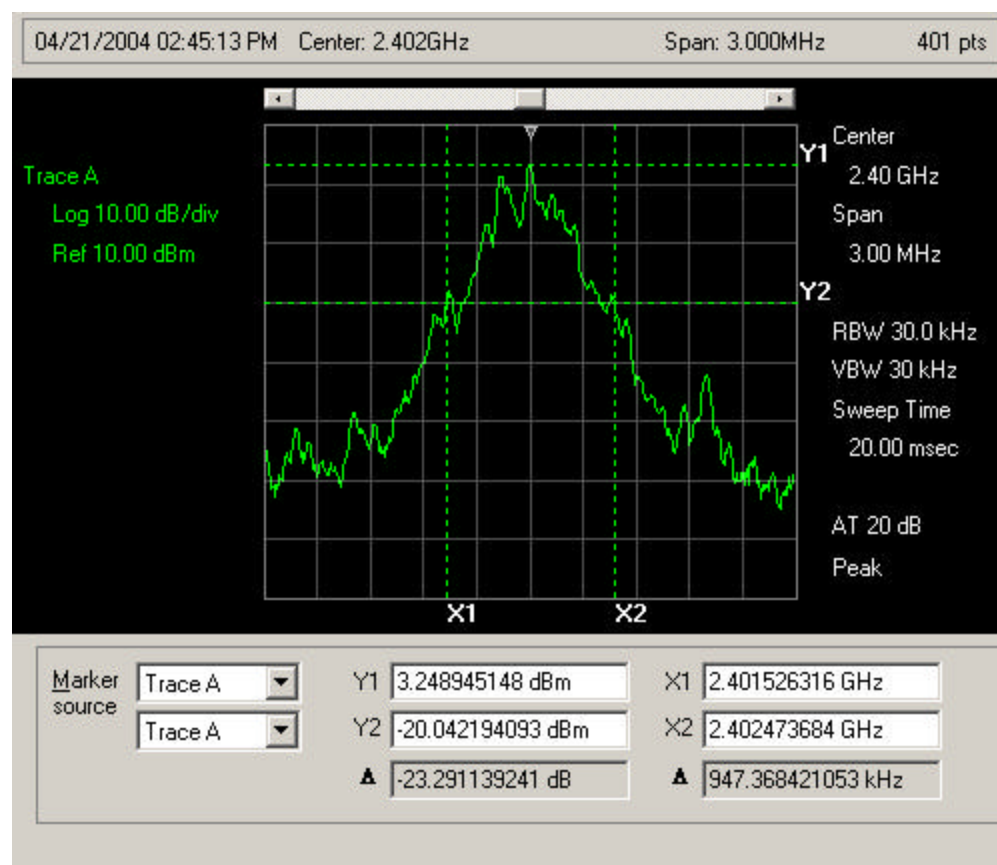 04/21/2004 02:45:13 PM Center: 2.402GHz Span: 3.000MHz 401 pts
Trace A
Log 10.00 dB/div
Ref 10.00 dBm
Y1
Y2
X1 X2
Center
2.40 GHz
Span
3.00 MHz
RBW 30.0 kHz
VBW 30 kHz
Sweep Time
20.00 msec
AT 20 dB
Peak
Marker source Trace A Y1 3.248945148 dBm X1 2.401526316 GHz
Trace A Y2 -20.042194093 dBm X2 2.402473684 GHz
Δ -23.291139241 dB Δ 947.368421053 kHz